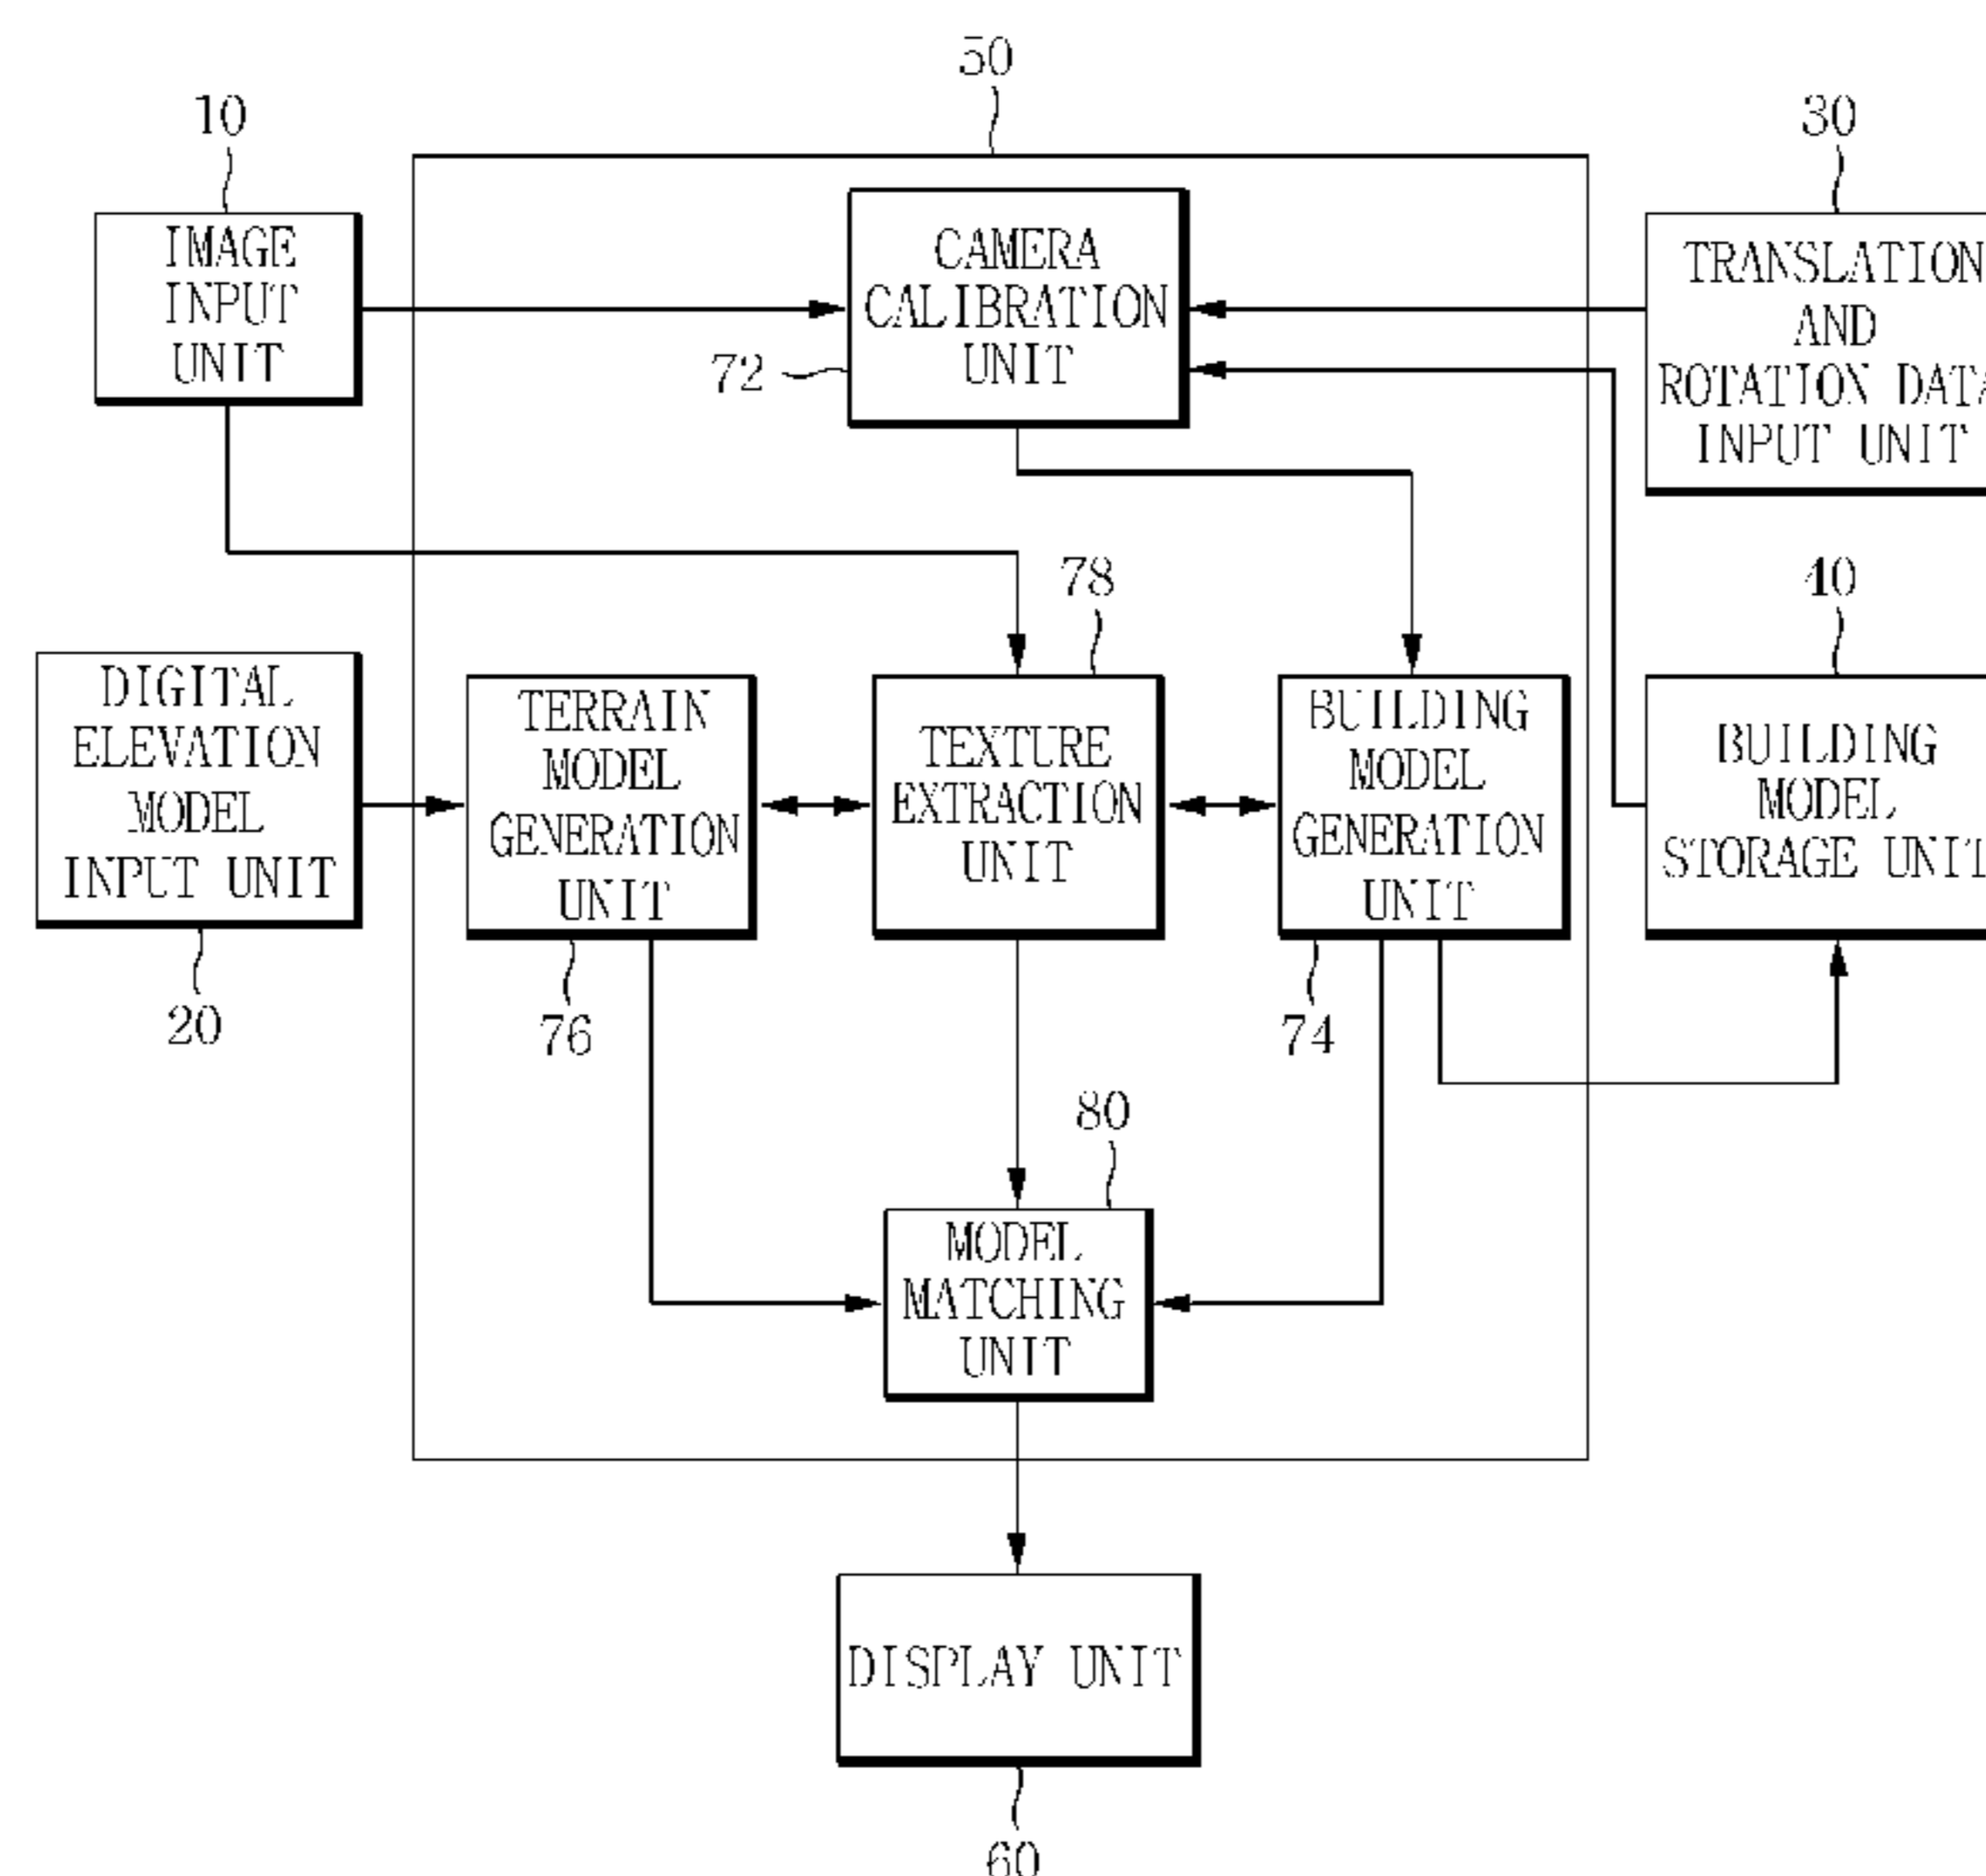 50
10
30
IMAGE
INPUT
UNIT
CAMERA
CALIBRATION
UNIT
72
TRANSLATION
AND
ROTATION DATA
INPUT UNIT
78
40
DIGITAL
ELEVATION
MODEL
INPUT UNIT
20
TERRAIN
MODEL
GENERATION
UNIT
76
TEXTURE
EXTRACTION
UNIT
BUILDING
MODEL
GENERATION
UNIT
74
BUILDING
MODEL
STORAGE UNIT
80
MODEL
MATCHING
UNIT
DISPLAY UNIT
60